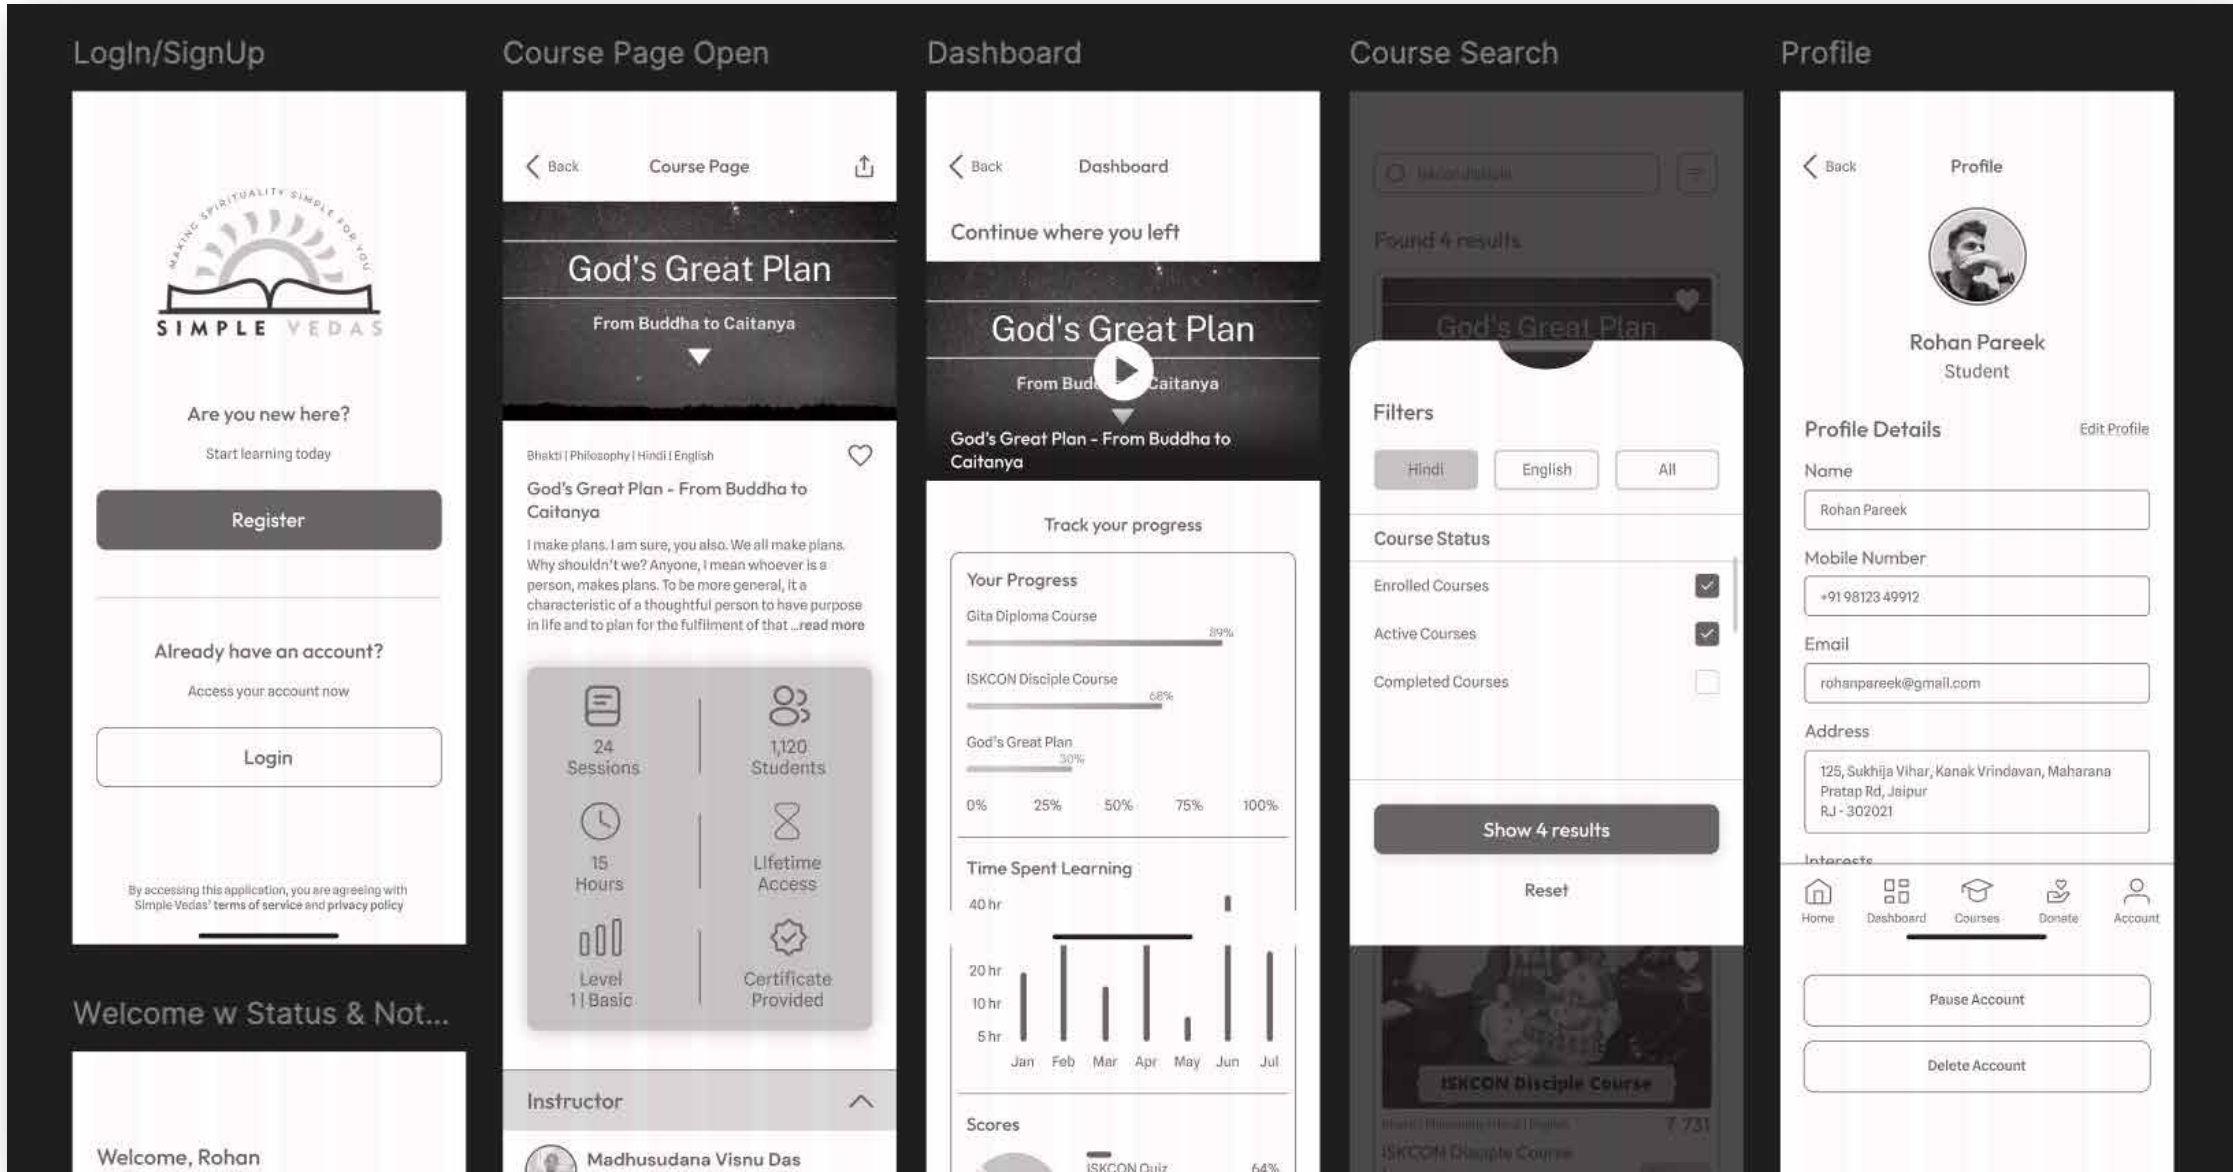 LogIn/SignUp
MAKING SPIRITUALITY SIMPLE FOR YOU
SIMPLE VEDAS
Are you new here?
Start learning today
Register
Already have an account?
Access your account now
Login
By accessing this application, you are agreeing with
Simple Vedas' terms of service and privacy policy
Welcome w Status & Not...
Welcome, Rohan
Course Page Open
Back
Course Page
God's Great Plan
From Buddha to Caitanya
Bhakti | Philosophy | Hindi | English
God's Great Plan - From Buddha to
Caitanya
I make plans. I am sure, you also. We all make plans.
Why shouldn't we? Anyone, I mean whoever is a
person, makes plans. To be more general, it a
characteristic of a thoughtful person to have purpose
in life and to plan for the fulfilment of that ...read more
24
Sessions
1,120
Students
15
Hours
Lifetime
Access
Level
1 | Basic
Certificate
Provided
Instructor
Madhusudana Visnu Das
Dashboard
Back
Dashboard
Continue where you left
God's Great Plan
From Caitanya
God's Great Plan - From Buddha to
Caitanya
Track your progress
Your Progress
Gita Diploma Course
89%
ISKCON Disciple Course
68%
God's Great Plan
30%
0% 25% 50% 75% 100%
Time Spent Learning
40 hr
20 hr
10 hr
5 hr
Jan Feb Mar Apr May Jun Jul
Scores
ISKCON Quiz
64%
Course Search
Found 4 results
God's Great Plan
Filters
Hindi
English
All
Course Status
Enrolled Courses
Active Courses
Completed Courses
Show 4 results
Reset
ISKCON Disciple Course
ISKCON Disciple Course
Profile
Back
Profile
Rohan Pareek
Student
Profile Details
Edit Profile
Name
Rohan Pareek
Mobile Number
+91 98123 49912
Email
rohanpareek@gmail.com
Address
125, Sukhija Vihar, Kanak Vrindavan, Maharana
Pratap Rd, Jaipur
RJ - 302021
Interests
Home
Dashboard
Courses
Donate
Account
Pause Account
Delete Account